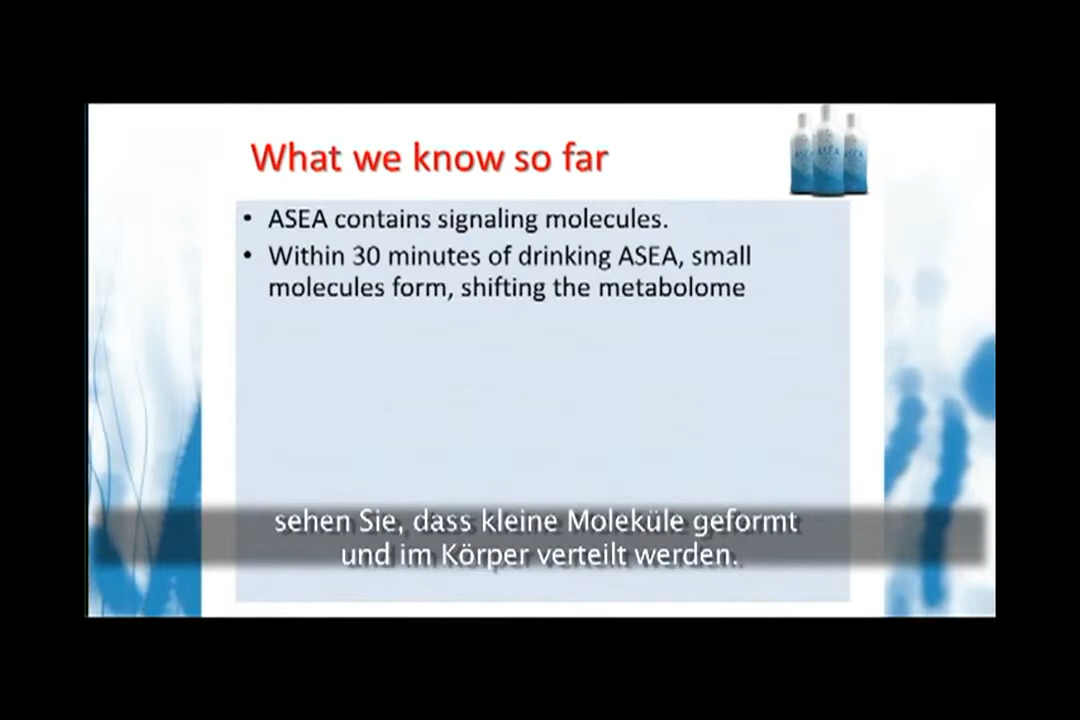 What we know so far
ASEA
• ASEA contains signaling molecules.
• Within 30 minutes of drinking ASEA, small
molecules form, shifting the metabolome
sehen Sie, dass kleine Moleküle geformt
und im Körper verteilt werden.